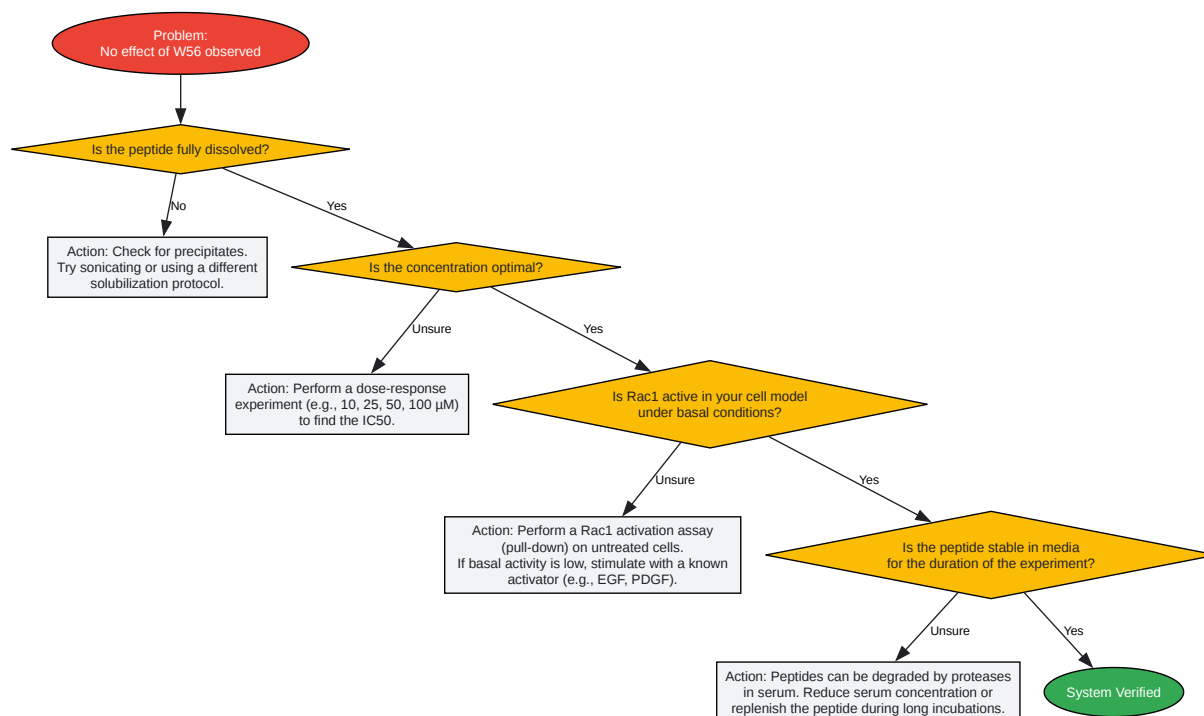 Problem:
No effect of W56 observed
Is the peptide fully dissolved?
No
Yes
Action: Check for precipitates.
Try sonicating or using a different
solubilization protocol.
Is the concentration optimal?
Unsure
Yes
Action: Perform a dose-response
experiment (e.g., 10, 25, 50, 100 µM)
to find the IC50.
Is Rac1 active in your cell model
under basal conditions?
Unsure
Yes
Action: Perform a Rac1 activation assay
(pull-down) on untreated cells.
If basal activity is low, stimulate with a known
activator (e.g., EGF, PDGF).
Is the peptide stable in media
for the duration of the experiment?
Unsure
Yes
Action: Peptides can be degraded by proteases
in serum. Reduce serum concentration or
replenish the peptide during long incubations.
System Verified